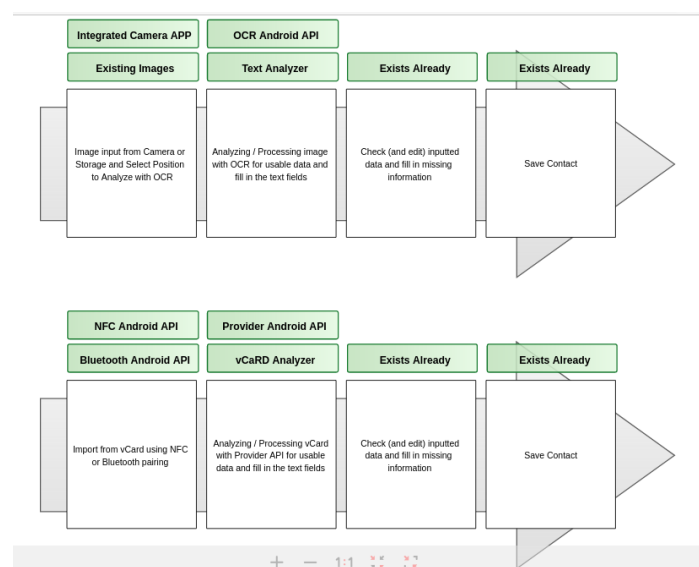 Integrated Camera APP
OCR Android API
Existing Images
Text Analyzer
Exists Already
Exists Already
Image input from Camera or
Storage and Select Position
to Analyze with OCR
Analyzing / Processing image
with OCR for usable data and
fill in the text fields
Check (and edit) inputted
data and fill in missing
information
Save Contact
NFC Android API
Provider Android API
Bluetooth Android API
vCaRD Analyzer
Exists Already
Exists Already
Import from vCard using NFC
or Bluetooth pairing
Analyzing / Processing vCard
with Provider API for usable
data and fill in the text fields
Check (and edit) inputted
data and fill in missing
information
Save Contact
1:1